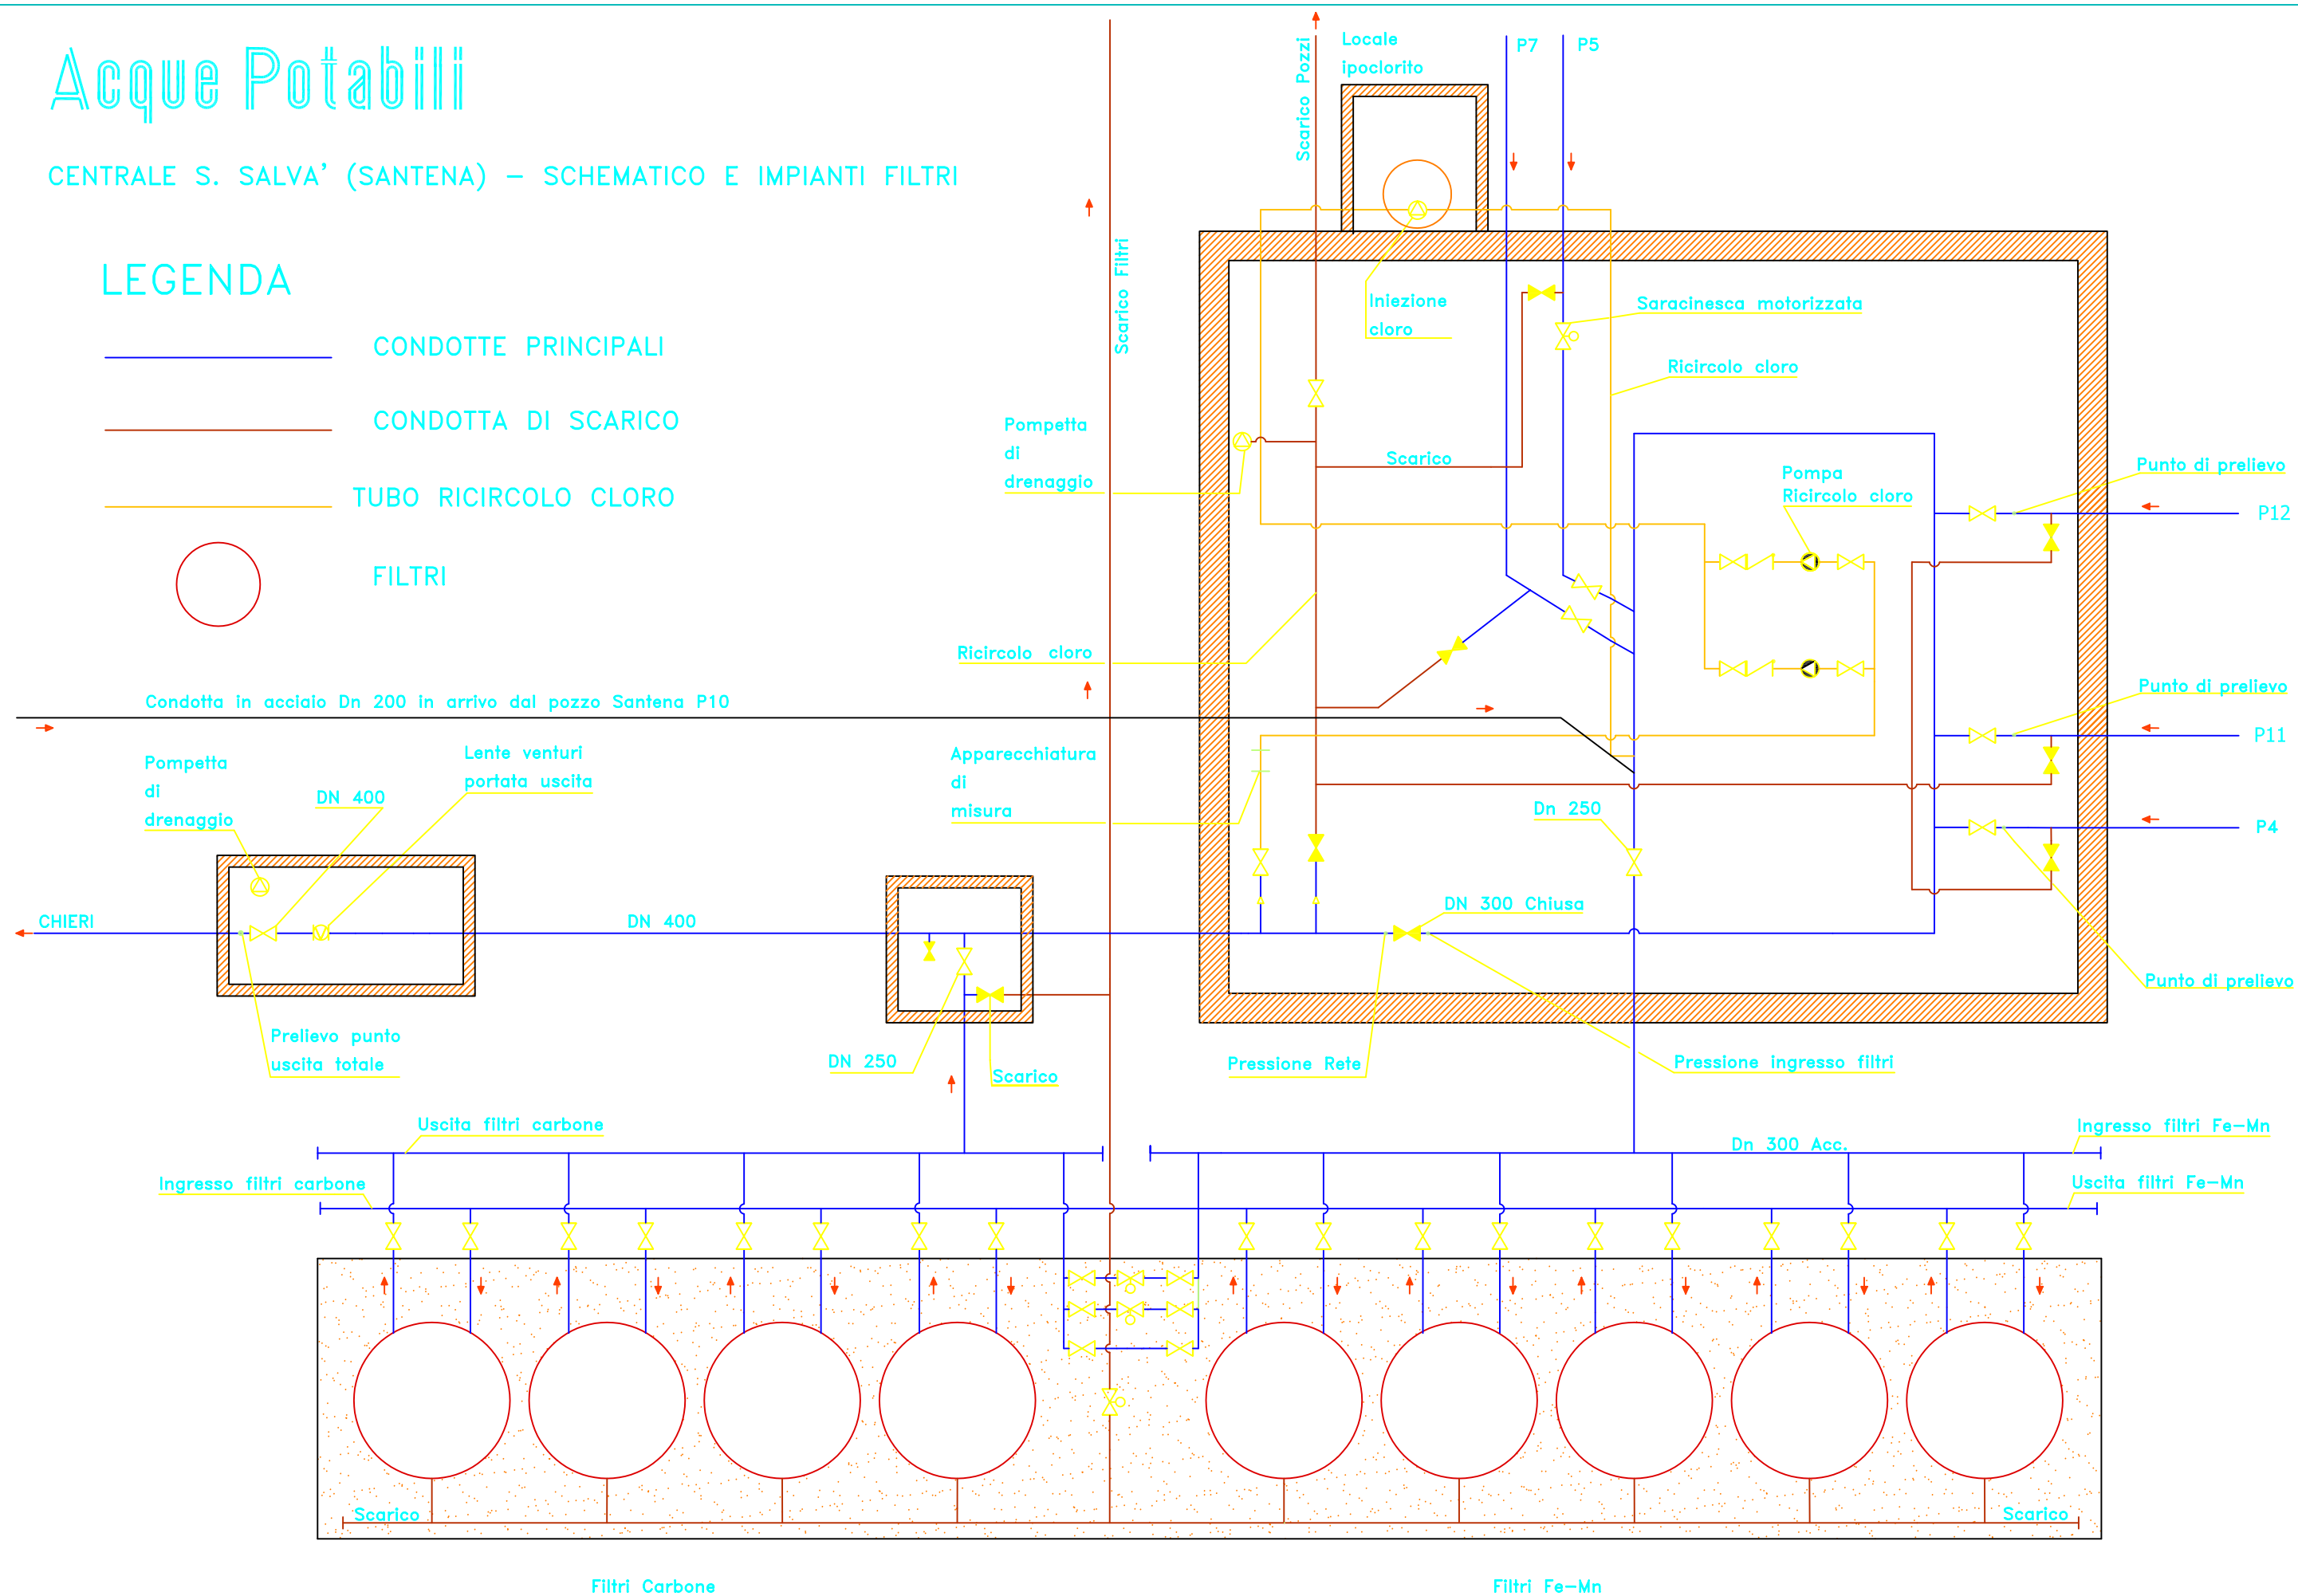 Acque Potabili
CENTRALE S. SALVA' (SANTENA) – SCHEMATICO E IMPIANTI FILTRI
LEGENDA
CONDOTTE PRINCIPALI
CONDOTTA DI SCARICO
TUBO RICIRCOLO CLORO
FILTRI
Scarico Filtri
Scarico Pozzi
Locale
ipoclorito
P7
P5
Iniezione
cloro
Saracinesca motorizzata
Ricircolo cloro
Pompetta
di
drenaggio
Scarico
Pompa
Ricircolo cloro
Punto di prelievo
P12
Ricircolo cloro
Punto di prelievo
P11
Condotta in acciaio Dn 200 in arrivo dal pozzo Santena P10
Pompetta
di
drenaggio
DN 400
Lente venturi
portata uscita
Apparecchiatura
di
misura
Dn 250
P4
CHIERI
DN 400
DN 300 Chiusa
Punto di prelievo
Prelievo punto
uscita totale
DN 250
Scarico
Pressione Rete
Pressione ingresso filtri
Uscita filtri carbone
Dn 300 Acc.
Ingresso filtri Fe–Mn
Ingresso filtri carbone
Uscita filtri Fe–Mn
Scarico
Scarico
Filtri Carbone
Filtri Fe–Mn